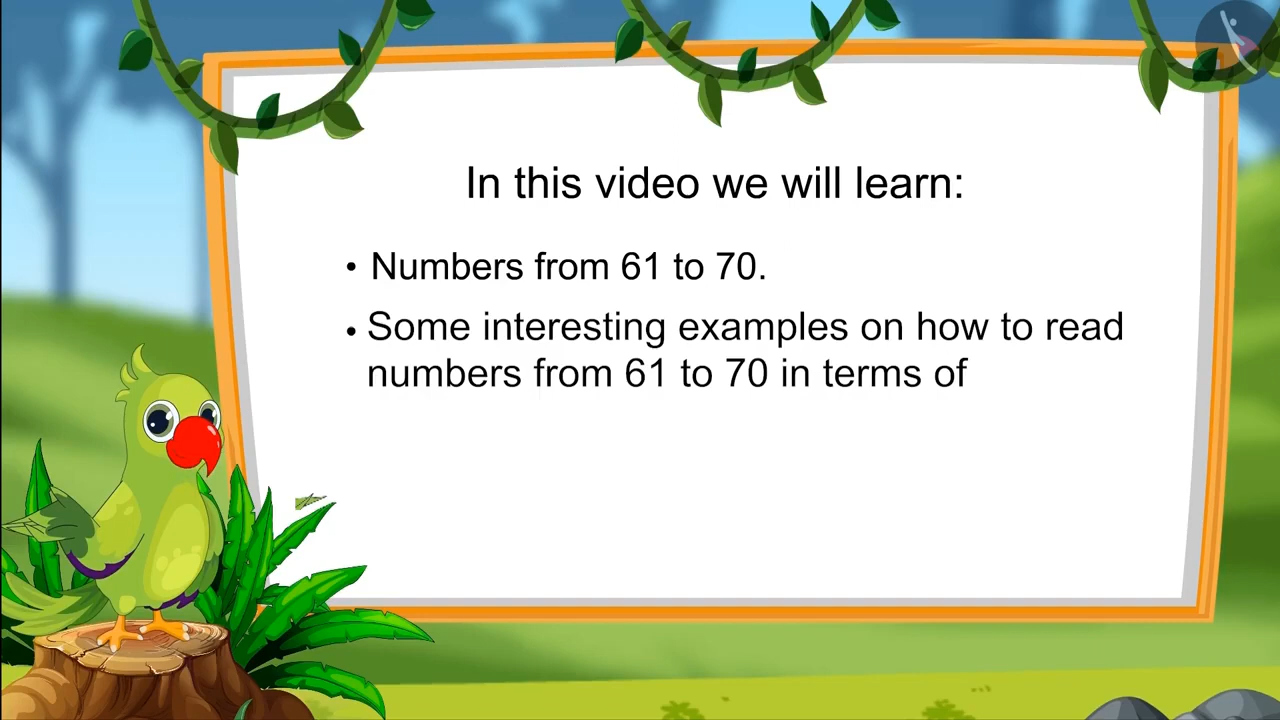 In this video we will learn:
• Numbers from 61 to 70.
• Some interesting examples on how to read
numbers from 61 to 70 in terms of